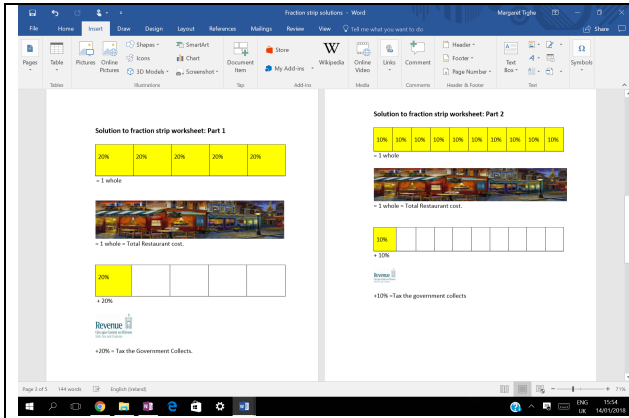 Fraction strip solutions - Word
Margaret Tighe
File Home Insert Draw Design Layout References Mailings Review View Tell me what you want to do Share
Pages
Table
Pictures
Online Pictures
Shapes
Icons
3D Models
SmartArt
Chart
Screenshot
Document Item
Store
My Add-ins
Wikipedia
Online Video
Links
Comment
Header
Footer
Page Number
Text Box
Symbols
Tables Illustrations Tap Add-ins Media Comments Header & Footer Text
Solution to fraction strip worksheet: Part 1
20% 20% 20% 20% 20%
= 1 whole
= 1 whole = Total Restaurant cost.
20%
+ 20%
Revenue
+20% = Tax the Government Collects.
Solution to fraction strip worksheet: Part 2
10% 10% 10% 10% 10% 10% 10% 10% 10% 10%
= 1 whole
= 1 whole = Total Restaurant cost.
10%
+ 10%
Revenue
+10% =Tax the government collects
Page 3 of 5 144 words English (Ireland) 71%
ENG
UK
15:54
14/01/2018